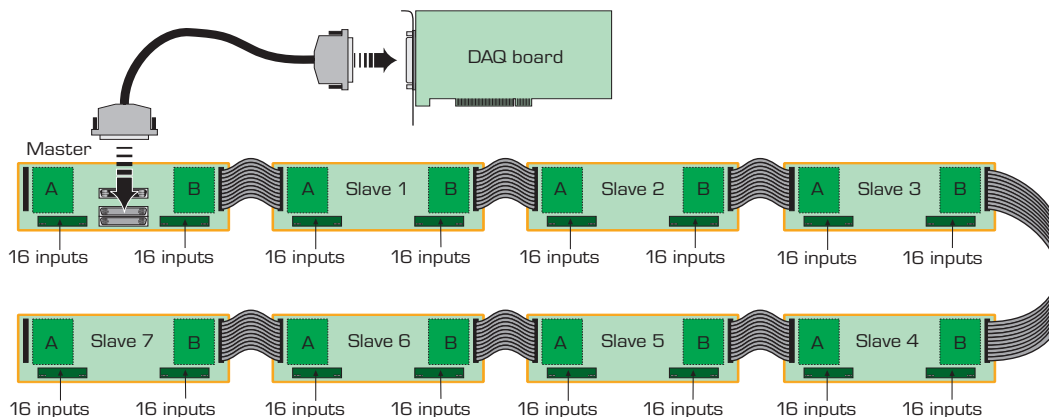 DAQ board
Master
A B A Slave 1 B A Slave 2 B A Slave 3 B
16 inputs 16 inputs 16 inputs 16 inputs 16 inputs 16 inputs 16 inputs 16 inputs
A Slave 7 B A Slave 6 B A Slave 5 B A Slave 4 B
16 inputs 16 inputs 16 inputs 16 inputs 16 inputs 16 inputs 16 inputs 16 inputs